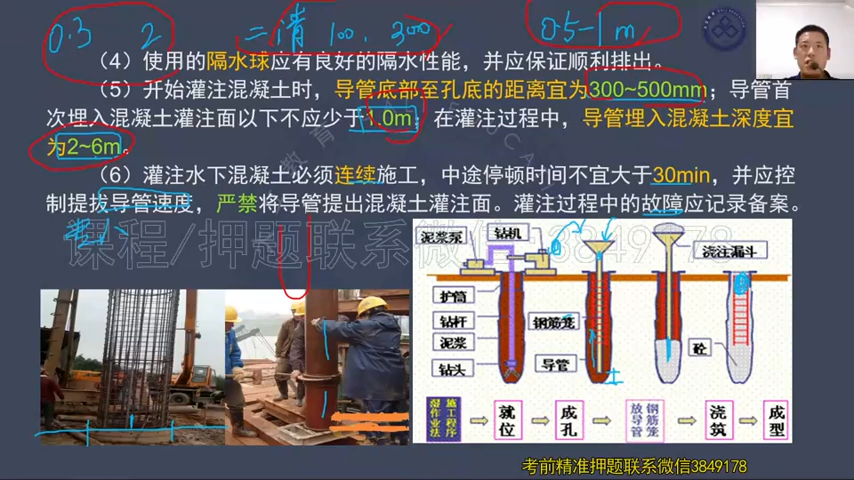 0.3 2 二清 100、300 0.5-1m
（4）使用的隔水球应有良好的隔水性能，并应保证顺利排出。
（5）开始灌注混凝土时，导管底部至孔底的距离宜为300~500mm；导管首
次埋入混凝土灌注面以下不应少于1.0m；在灌注过程中，导管埋入混凝土深度宜
为2~6m。
（6）灌注水下混凝土必须连续施工，中途停顿时间不宜大于30min，并应控
制提拔导管速度，严禁将导管提出混凝土灌注面。灌注过程中的故障应记录备案。
课程/押题联系微信3849178
泥浆泵 钻机 浇注漏斗
护筒
钻杆 钢筋笼
泥浆 砼
钻头 导管
湿作业法 施工程序 就位 成孔 放导管 钢筋笼 浇筑 成型
考前精准押题联系微信3849178